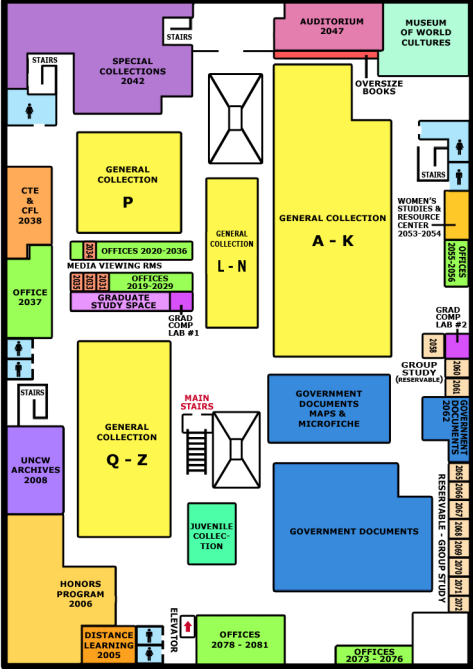 AUDITORIUM
2047
MUSEUM
OF WORLD
CULTURES
STAIRS
STAIRS
SPECIAL
COLLECTIONS
2042
OVERSIZE
BOOKS
GENERAL
COLLECTION
P
CTE
&
CFL
2038
GENERAL
COLLECTION
L - N
GENERAL COLLECTION
A - K
STAIRS
WOMEN'S
STUDIES &
RESOURCE
CENTER
2053-2054
OFFICES
2055-2056
2034
OFFICES 2020-2036
MEDIA VIEWING RMS
2035
2033
2031
OFFICES
2019-2029
GRADUATE
STUDY SPACE
GRAD
COMP
LAB #1
OFFICE
2037
GRAD
COMP
LAB #2
2058
GROUP
STUDY
(RESERVABLE)
2060
2061
STAIRS
MAIN
STAIRS
GENERAL
COLLECTION
Q - Z
GOVERNMENT
DOCUMENTS
MAPS &
MICROFICHE
GOVERNMENT
DOCUMENTS
2062
UNCW
ARCHIVES
2008
JUVENILE
COLLEC-
TION
GOVERNMENT DOCUMENTS
RESERVABLE - GROUP STUDY
2065
2066
2067
2068
2069
2070
2071
2072
HONORS
PROGRAM
2006
DISTANCE
LEARNING
2005
ELEVATOR
OFFICES
2078 - 2081
OFFICES
2073 - 2076